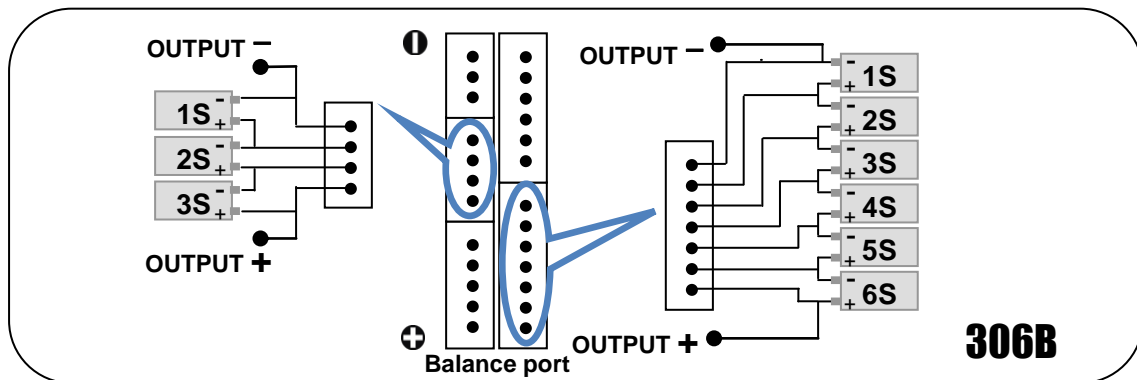 OUTPUT −
1S - +
2S - +
3S - +
OUTPUT +
Balance port
OUTPUT −
- 1S +
- 2S +
- 3S +
- 4S +
- 5S +
- 6S +
OUTPUT +
306B